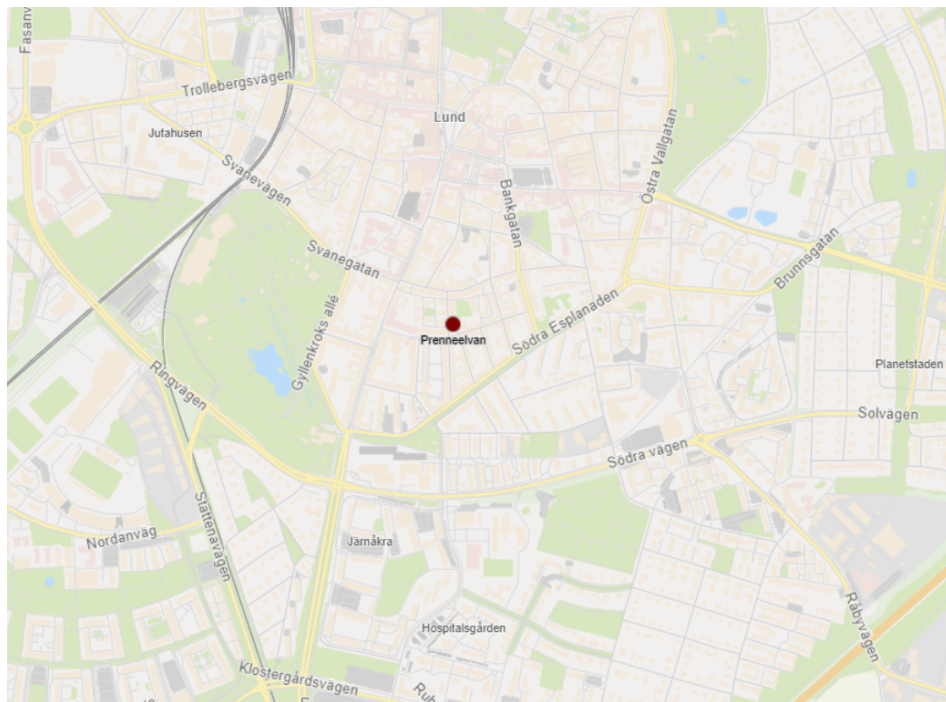 Fasanv
Trollebergsvägen
Jutahusen
Lund
Svanevägen
Bankgatan
Östra Vallgatan
Svanegatan
Brunnsgatan
Gyllenkroks allé
Södra Esplanaden
Prenneelvan
Planetstaden
Ringvägen
Solvägen
Södra vägen
Stattenavägen
Nordanväg
Järnåkra
Råbyvägen
Hospitalsgården
Klostergårdsvägen
Rub